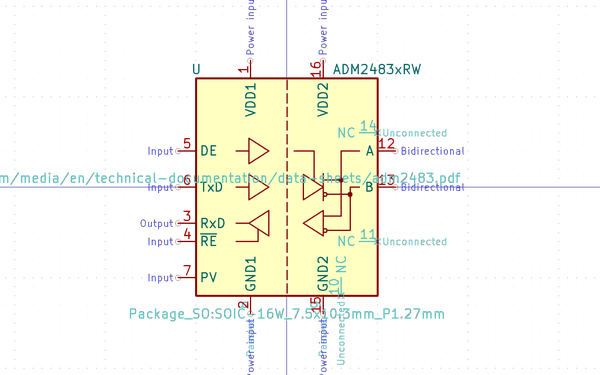 Power input
Power input
U
ADM2483xRW
1
16
VDD1
VDD2
NC 14 Unconnected
Input 5 DE
A 12 Bidirectional
m/media/en/technical-documentation/data-sheets/adm2483.pdf
Input 6 TxD
B 13 Bidirectional
Output 3 RxD
Input 4 RE
NC 11 Unconnected
Input 7 PV
GND1
GND2
NC
10
2
15
Package_SO:SOIC-16W_7.5x10.3mm_P1.27mm
Power input
Power input
Unconnected